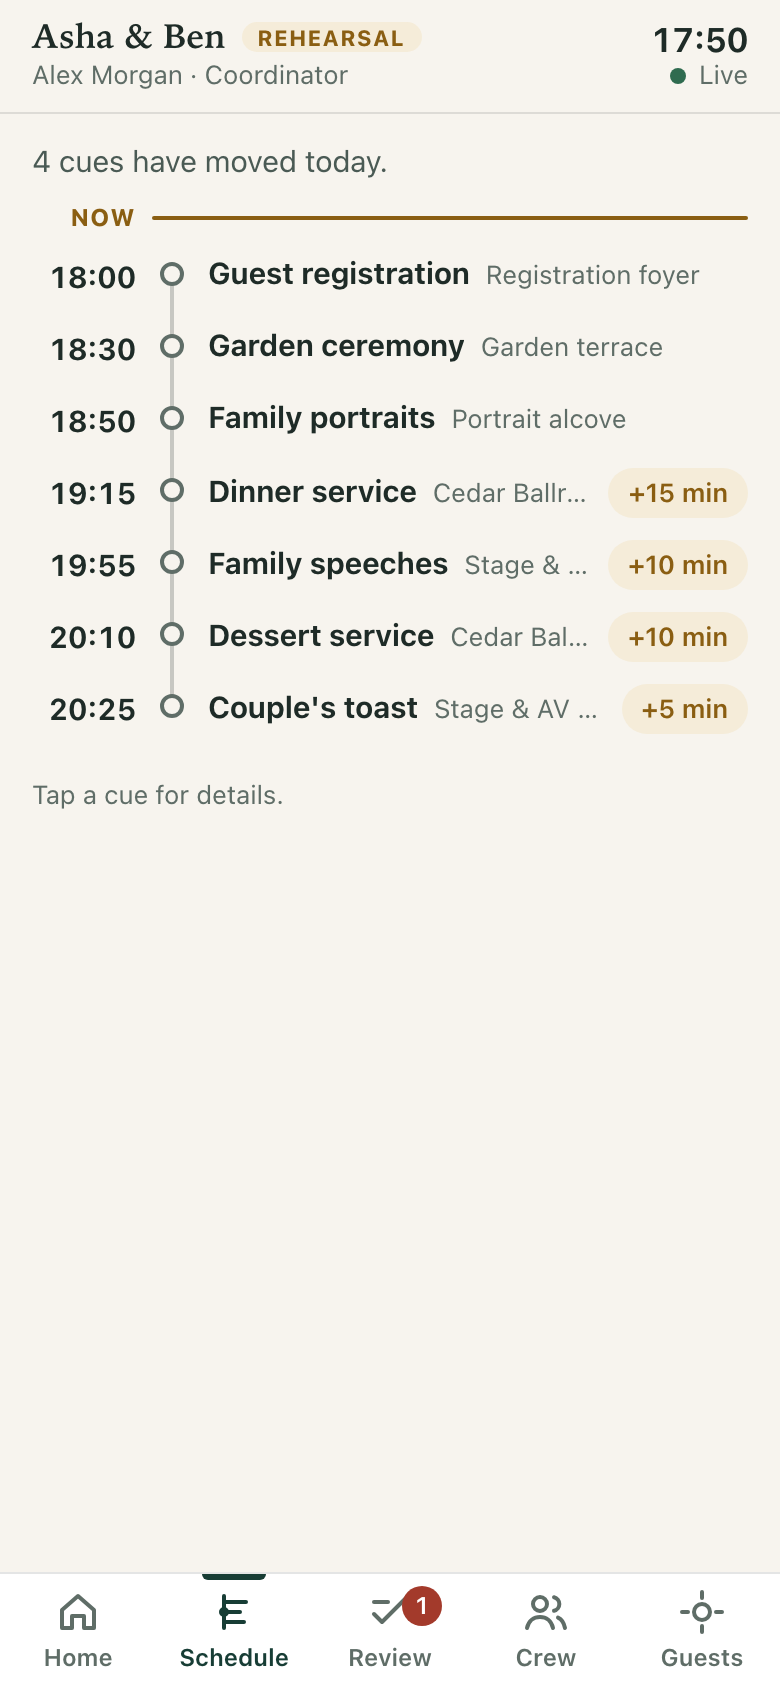 Asha & Ben REHEARSAL 17:50
Alex Morgan · Coordinator Live
4 cues have moved today.
NOW
18:00 Guest registration Registration foyer
18:30 Garden ceremony Garden terrace
18:50 Family portraits Portrait alcove
19:15 Dinner service Cedar Ballr... +15 min
19:55 Family speeches Stage & ... +10 min
20:10 Dessert service Cedar Bal... +10 min
20:25 Couple's toast Stage & AV ... +5 min
Tap a cue for details.
1
Home Schedule Review Crew Guests